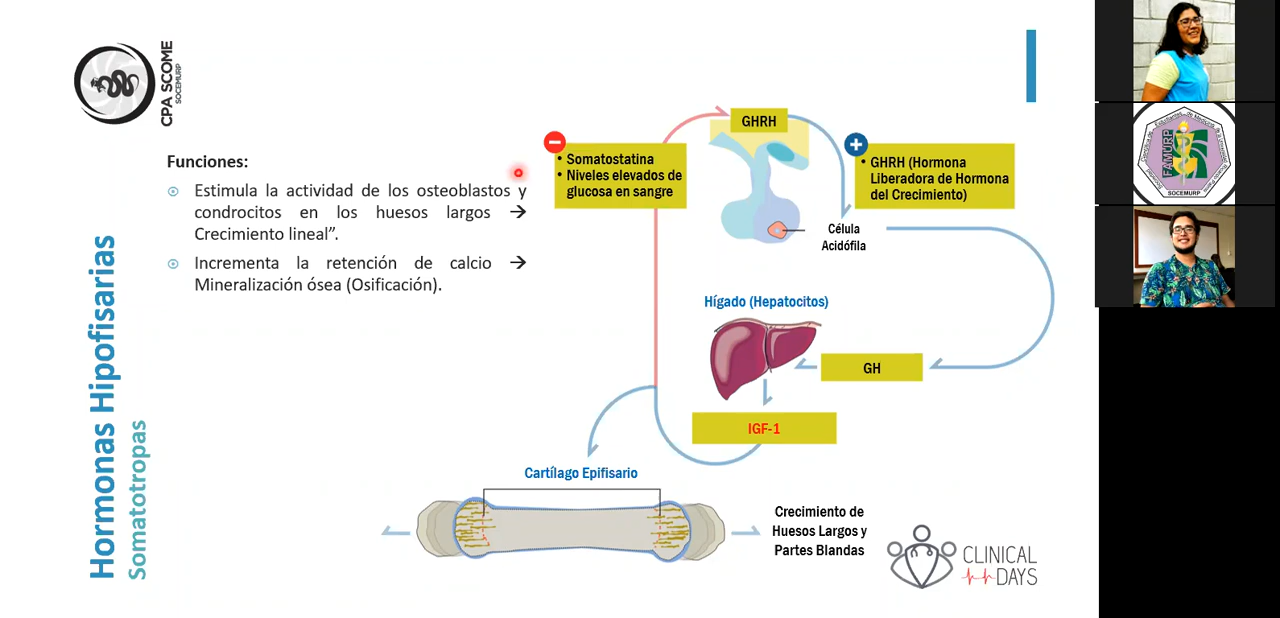 CPA SCOME
SOCEMURP
Hormonas Hipofisarias
Somatotropas
Funciones:
Estimula la actividad de los osteoblastos y
condrocitos en los huesos largos →
Crecimiento lineal”.
Incrementa la retención de calcio →
Mineralización ósea (Osificación).
• Somatostatina
• Niveles elevados de
glucosa en sangre
GHRH
• GHRH (Hormona
Liberadora de Hormona
del Crecimiento)
Célula
Acidófila
Hígado (Hepatocitos)
GH
IGF-1
Cartílago Epifisario
Crecimiento de
Huesos Largos y
Partes Blandas
CLINICAL
DAYS
FAMURP
SOCEMURP